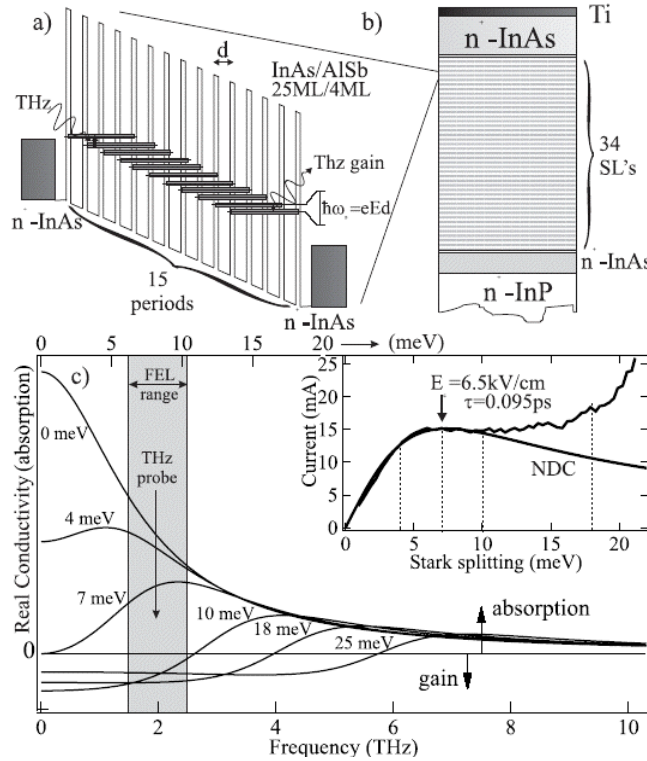 a)
d
InAs/AlSb
25ML/4ML
THz
Thz gain
ħω =eEd
n -InAs
15
periods
n -InAs
b)
Ti
n -InAs
34
SL's
n -InAs
n -InP
0 5 10 15 20 (meV)
c)
FEL
range
THz
probe
0 meV
4 meV
7 meV
10 meV
18 meV
25 meV
absorption
gain
Real Conductivity (absorption)
0
0 2 4 6 8 10
Frequency (THz)
E =6.5kV/cm
τ=0.095ps
NDC
Current (mA)
25
20
15
10
5
0
0 5 10 15 20
Stark splitting (meV)